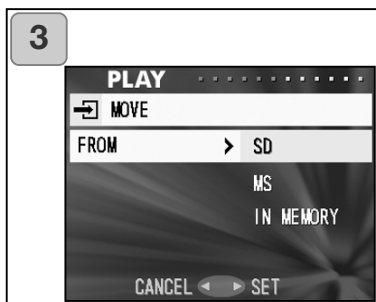 3
PLAY
MOVE
FROM > SD
MS
IN MEMORY
CANCEL ◄ ► SET